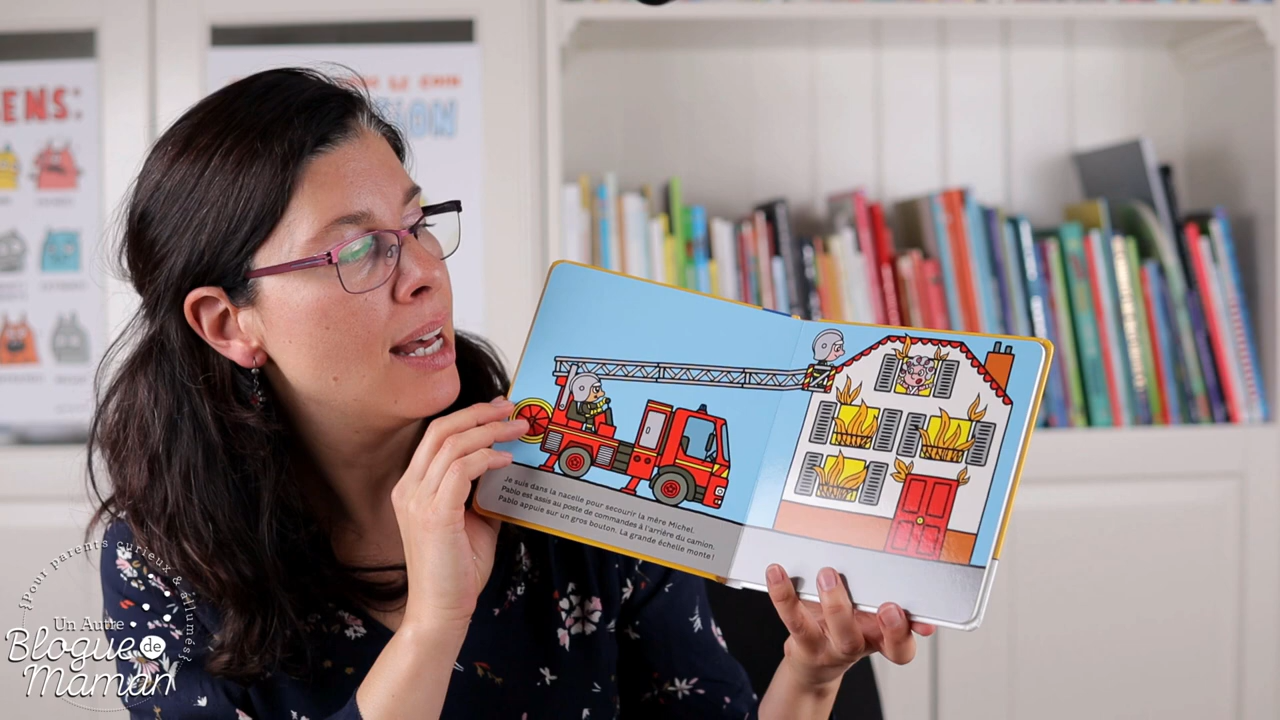 ENS:
Je suis dans la nacelle pour secourir la mère Michel.
Pablo est assis au poste de commandes à l'arrière du camion.
Pablo appuie sur un gros bouton. La grande échelle monte !
{Pour parents curieux & allumés}
Un Autre
Blogue de
Maman